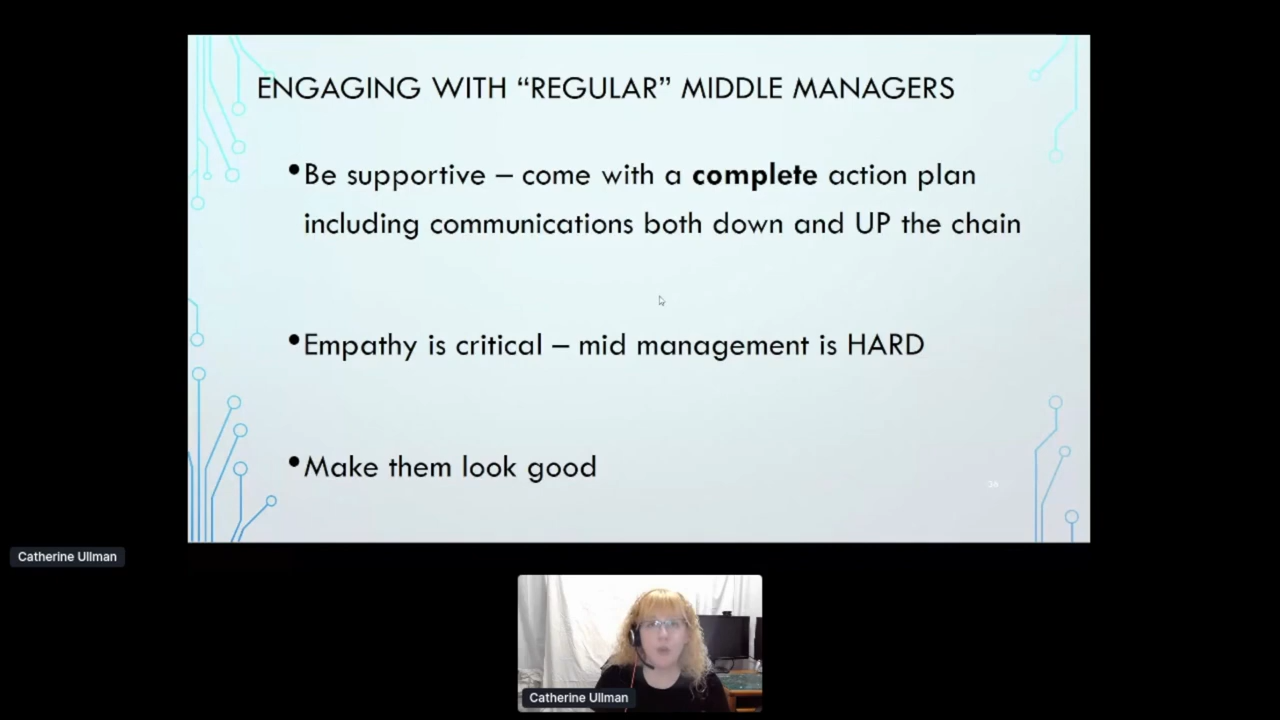 ENGAGING WITH “REGULAR” MIDDLE MANAGERS
•Be supportive – come with a complete action plan
including communications both down and UP the chain
•Empathy is critical – mid management is HARD
•Make them look good
Catherine Ullman
Catherine Ullman